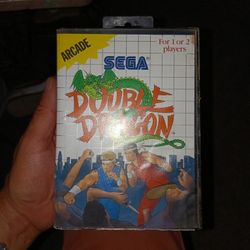 ARCADE
For 1 or 2
players
SEGA
DOUBLE
DRAGON